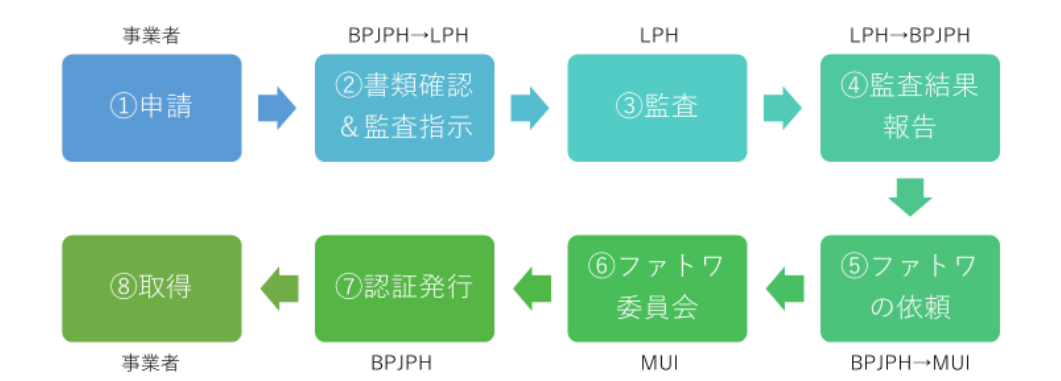 事業者
BPJPH→LPH
LPH
LPH→BPJPH
①申請
②書類確認
＆監査指示
③監査
④監査結果
報告
⑧取得
⑦認証発行
⑥ファトワ
委員会
⑤ファトワ
の依頼
事業者
BPJPH
MUI
BPJPH→MUI